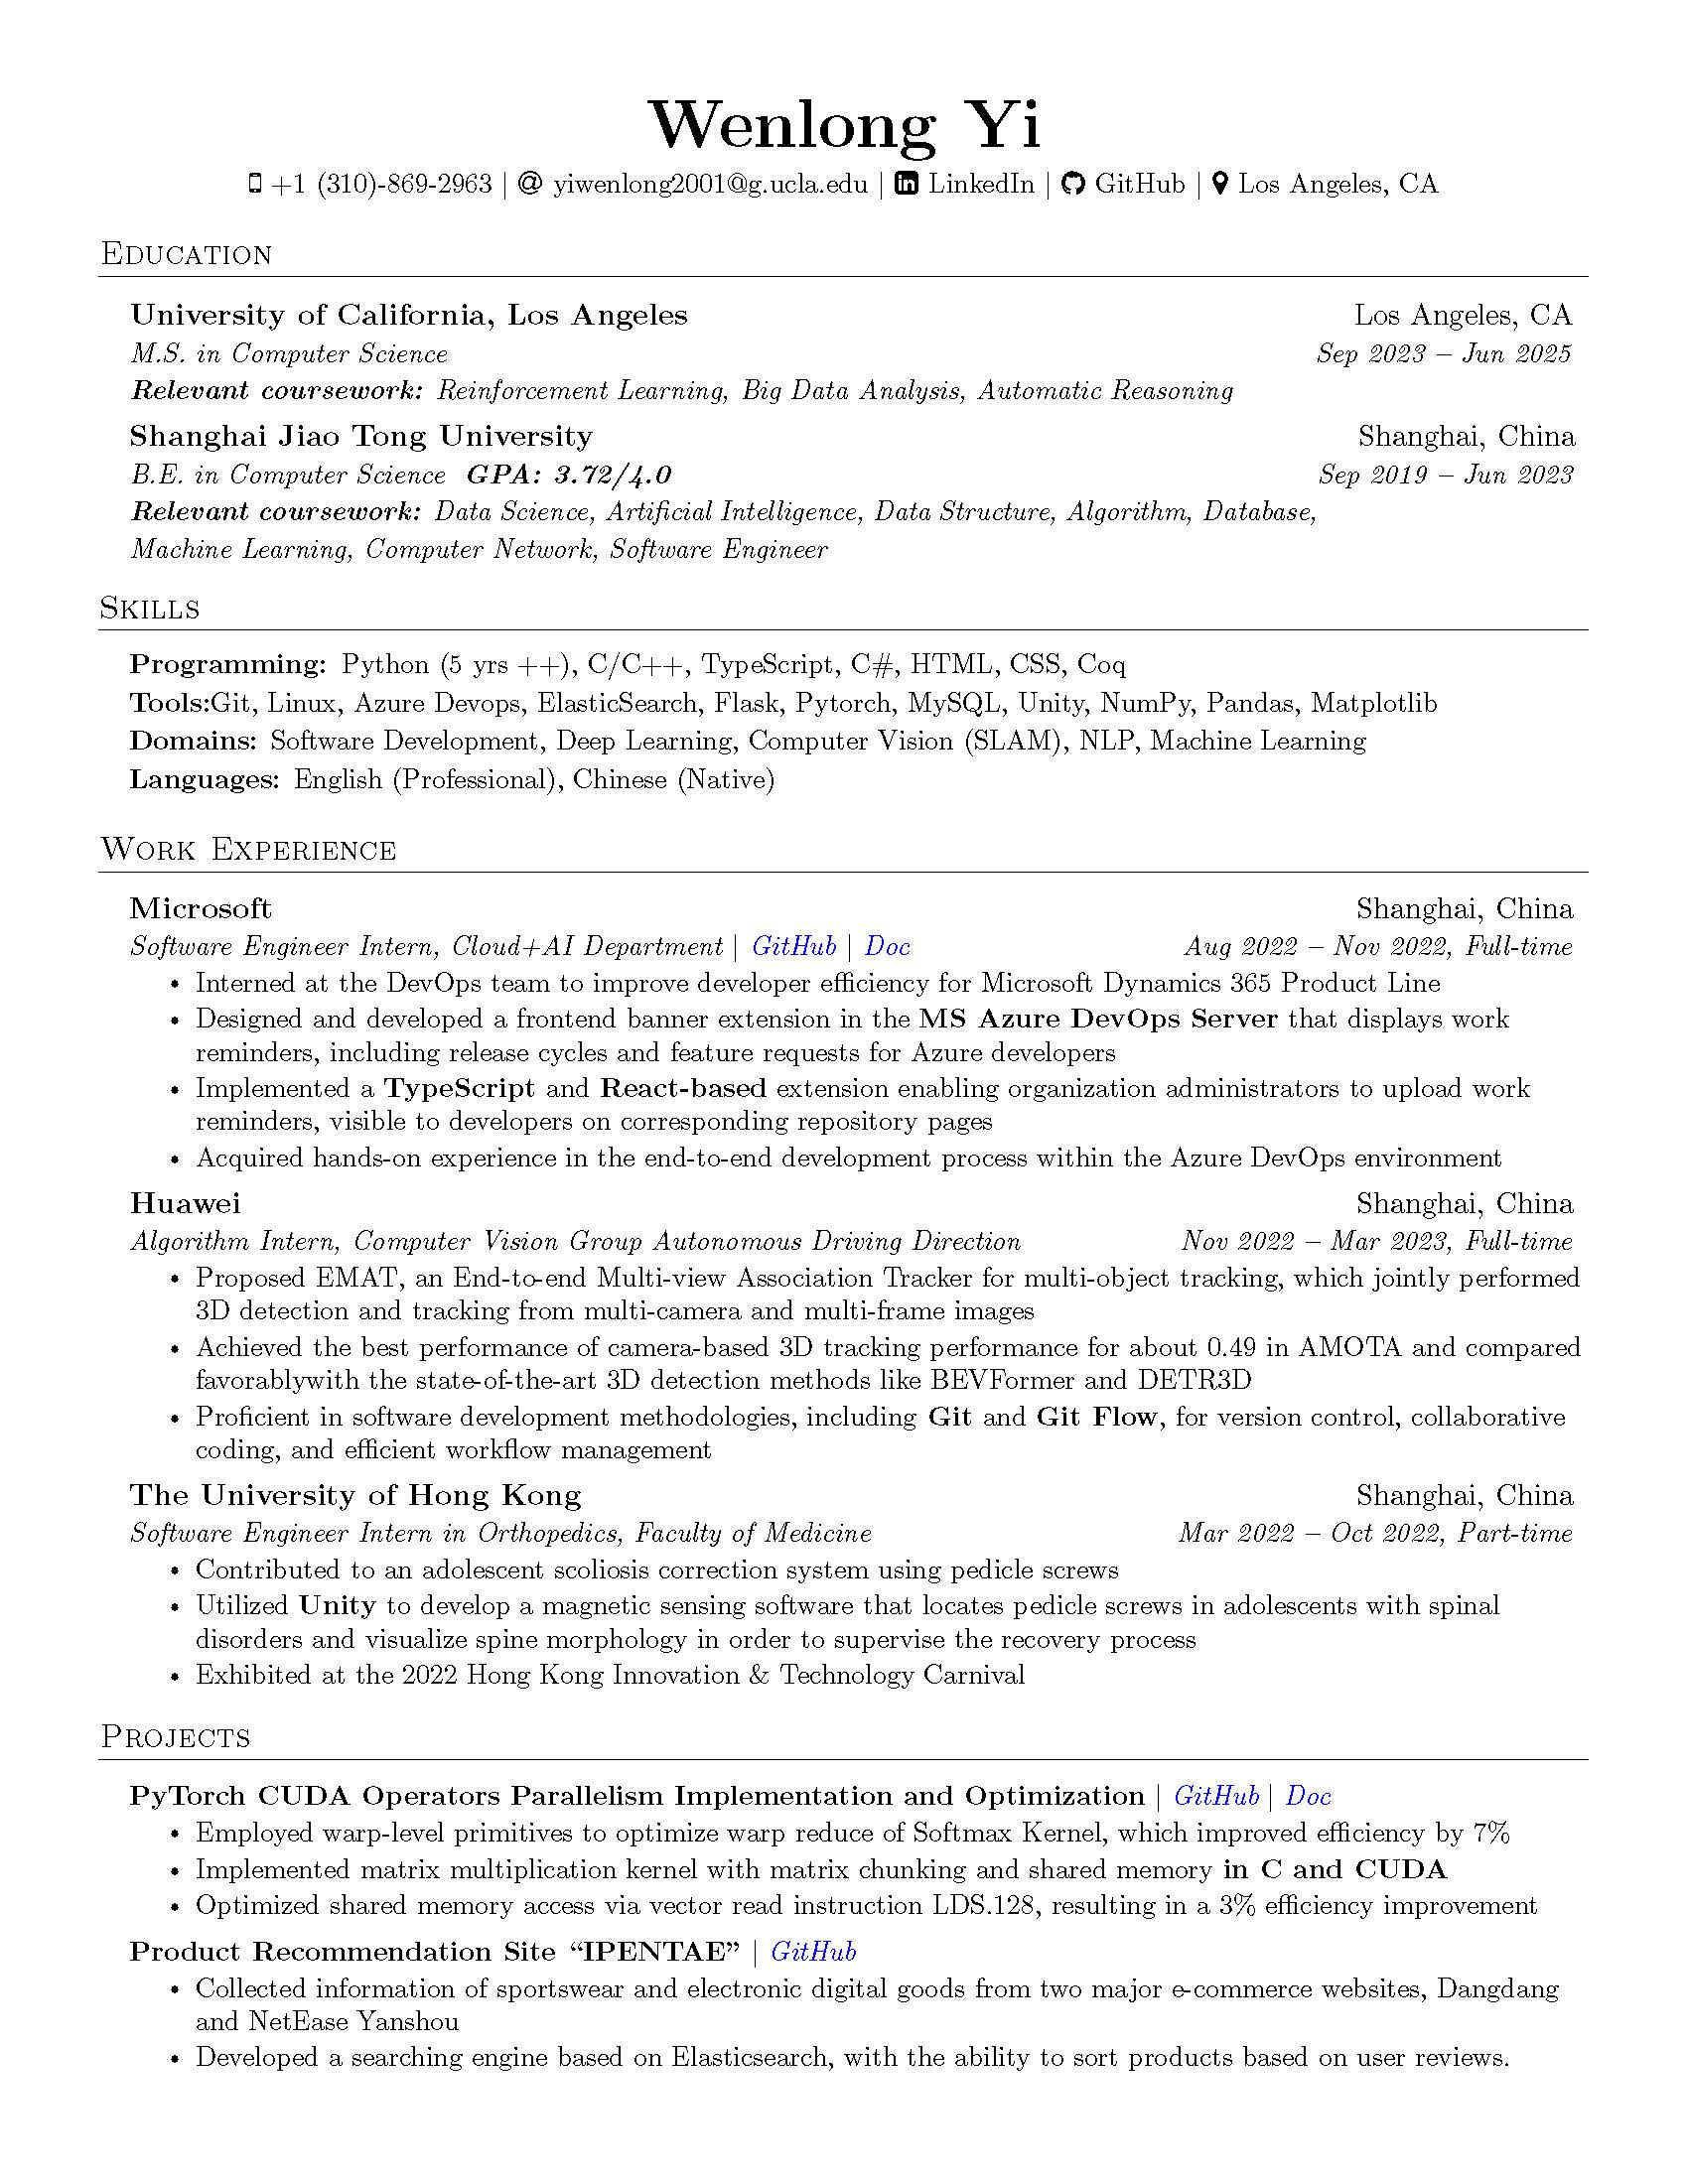 Wenlong Yi
+1 (310)-869-2963 | @ yiwenlong2001@g.ucla.edu | LinkedIn | GitHub | Los Angeles, CA
Education
University of California, Los Angeles Los Angeles, CA
M.S. in Computer Science Sep 2023 – Jun 2025
Relevant coursework: Reinforcement Learning, Big Data Analysis, Automatic Reasoning
Shanghai Jiao Tong University Shanghai, China
B.E. in Computer Science GPA: 3.72/4.0 Sep 2019 – Jun 2023
Relevant coursework: Data Science, Artificial Intelligence, Data Structure, Algorithm, Database,
Machine Learning, Computer Network, Software Engineer
Skills
Programming: Python (5 yrs ++), C/C++, TypeScript, C#, HTML, CSS, Coq
Tools:Git, Linux, Azure Devops, ElasticSearch, Flask, Pytorch, MySQL, Unity, NumPy, Pandas, Matplotlib
Domains: Software Development, Deep Learning, Computer Vision (SLAM), NLP, Machine Learning
Languages: English (Professional), Chinese (Native)
Work Experience
Microsoft Shanghai, China
Software Engineer Intern, Cloud+AI Department | GitHub | Doc Aug 2022 – Nov 2022, Full-time
• Interned at the DevOps team to improve developer efficiency for Microsoft Dynamics 365 Product Line
• Designed and developed a frontend banner extension in the MS Azure DevOps Server that displays work
reminders, including release cycles and feature requests for Azure developers
• Implemented a TypeScript and React-based extension enabling organization administrators to upload work
reminders, visible to developers on corresponding repository pages
• Acquired hands-on experience in the end-to-end development process within the Azure DevOps environment
Huawei Shanghai, China
Algorithm Intern, Computer Vision Group Autonomous Driving Direction Nov 2022 – Mar 2023, Full-time
• Proposed EMAT, an End-to-end Multi-view Association Tracker for multi-object tracking, which jointly performed
3D detection and tracking from multi-camera and multi-frame images
• Achieved the best performance of camera-based 3D tracking performance for about 0.49 in AMOTA and compared
favorablywith the state-of-the-art 3D detection methods like BEVFormer and DETR3D
• Proficient in software development methodologies, including Git and Git Flow, for version control, collaborative
coding, and efficient workflow management
The University of Hong Kong Shanghai, China
Software Engineer Intern in Orthopedics, Faculty of Medicine Mar 2022 – Oct 2022, Part-time
• Contributed to an adolescent scoliosis correction system using pedicle screws
• Utilized Unity to develop a magnetic sensing software that locates pedicle screws in adolescents with spinal
disorders and visualize spine morphology in order to supervise the recovery process
• Exhibited at the 2022 Hong Kong Innovation & Technology Carnival
Projects
PyTorch CUDA Operators Parallelism Implementation and Optimization | GitHub | Doc
• Employed warp-level primitives to optimize warp reduce of Softmax Kernel, which improved efficiency by 7%
• Implemented matrix multiplication kernel with matrix chunking and shared memory in C and CUDA
• Optimized shared memory access via vector read instruction LDS.128, resulting in a 3% efficiency improvement
Product Recommendation Site “IPENTAE” | GitHub
• Collected information of sportswear and electronic digital goods from two major e-commerce websites, Dangdang
and NetEase Yanshou
• Developed a searching engine based on Elasticsearch, with the ability to sort products based on user reviews.